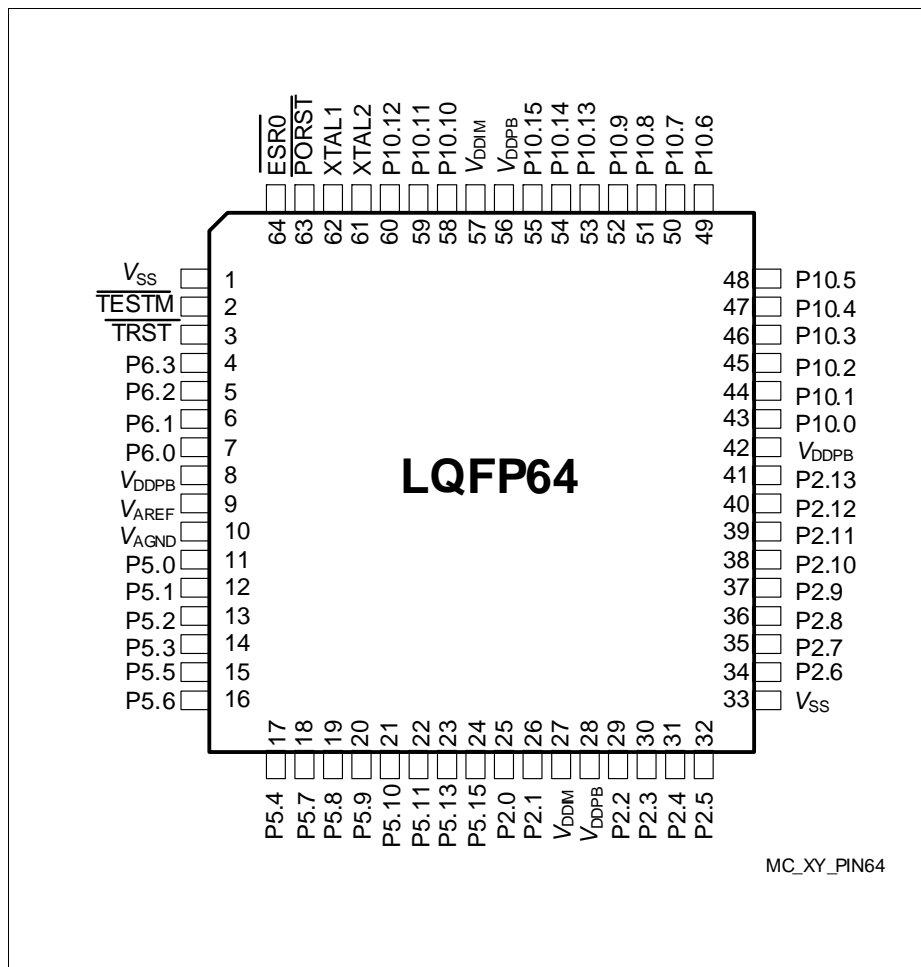 ESR0
PORST
XTAL1
XTAL2
P10.12
P10.11
P10.10
VDDIM
VDDPB
P10.15
P10.14
P10.13
P10.9
P10.8
P10.7
P10.6
64
63
62
61
60
59
58
57
56
55
54
53
52
51
50
49
VSS 1
TESTM 2
TRST 3
P6.3 4
P6.2 5
P6.1 6
P6.0 7
VDDPB 8
VAREF 9
VAGND 10
P5.0 11
P5.1 12
P5.2 13
P5.3 14
P5.5 15
P5.6 16
LQFP64
48 P10.5
47 P10.4
46 P10.3
45 P10.2
44 P10.1
43 P10.0
42 VDDPB
41 P2.13
40 P2.12
39 P2.11
38 P2.10
37 P2.9
36 P2.8
35 P2.7
34 P2.6
33 VSS
17
18
19
20
21
22
23
24
25
26
27
28
29
30
31
32
P5.4
P5.7
P5.8
P5.9
P5.10
P5.11
P5.13
P5.15
P2.0
P2.1
VDDIM
VDDPB
P2.2
P2.3
P2.4
P2.5
MC_XY_PIN64